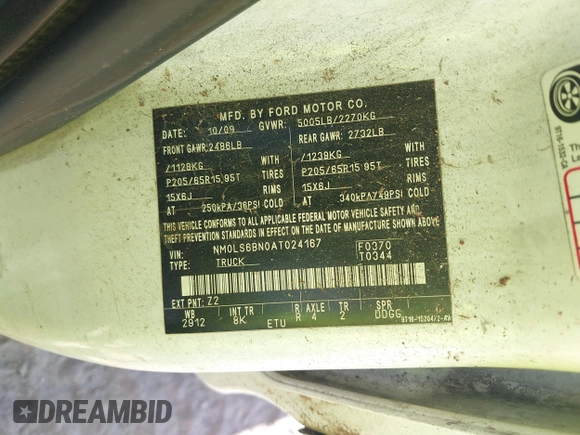 MFD. BY FORD MOTOR CO.
DATE: 10/09 GVWR: 5005LB/2270KG
FRONT GAWR: 2486LB REAR GAWR: 2732LB
/1128KG WITH /1239KG WITH
P205/65R15 95T TIRES P205/65R15 95T TIRES
15X6J RIMS 15X6J RIMS
AT 250kPA/36PSI COLD AT 340kPA/49PSI COLD
THIS VEHICLE CONFORMS TO ALL APPLICABLE FEDERAL MOTOR VEHICLE SAFETY AND
THEFT PREVENTION STANDARDS IN EFFECT ON THE DATE OF MANUFACTURE SHOWN ABOVE.
VIN: NM0LS6BN0AT024167 F0370
TYPE: TRUCK T0344
EXT PNT: Z2
WB INT TR R AXLE TR SPR
2912 8K ETU R 4 2 DDGG
9T16-15204/2-A
DREAMBID